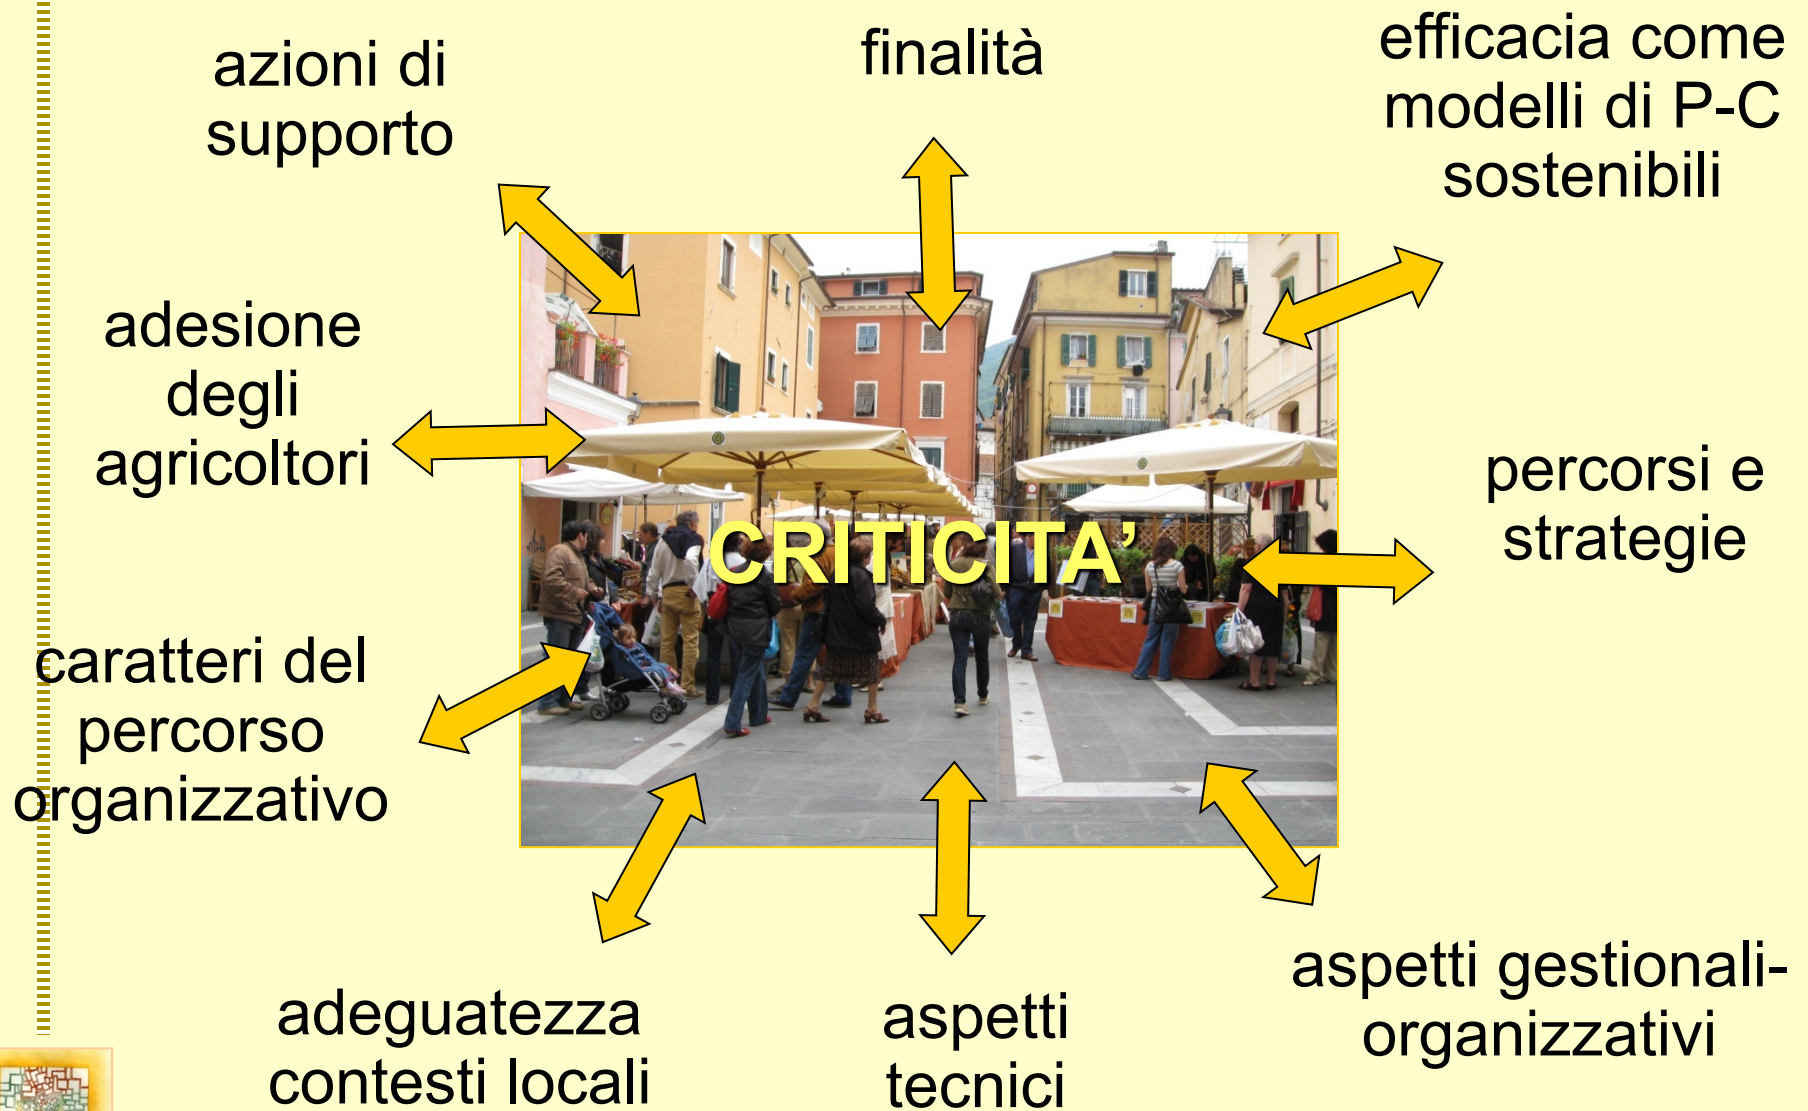 azioni di
supporto
finalità
efficacia come
modelli di P-C
sostenibili
adesione
degli
agricoltori
CRITICITA’
percorsi e
strategie
caratteri del
percorso
organizzativo
adeguatezza
contesti locali
aspetti
tecnici
aspetti gestionali-
organizzativi